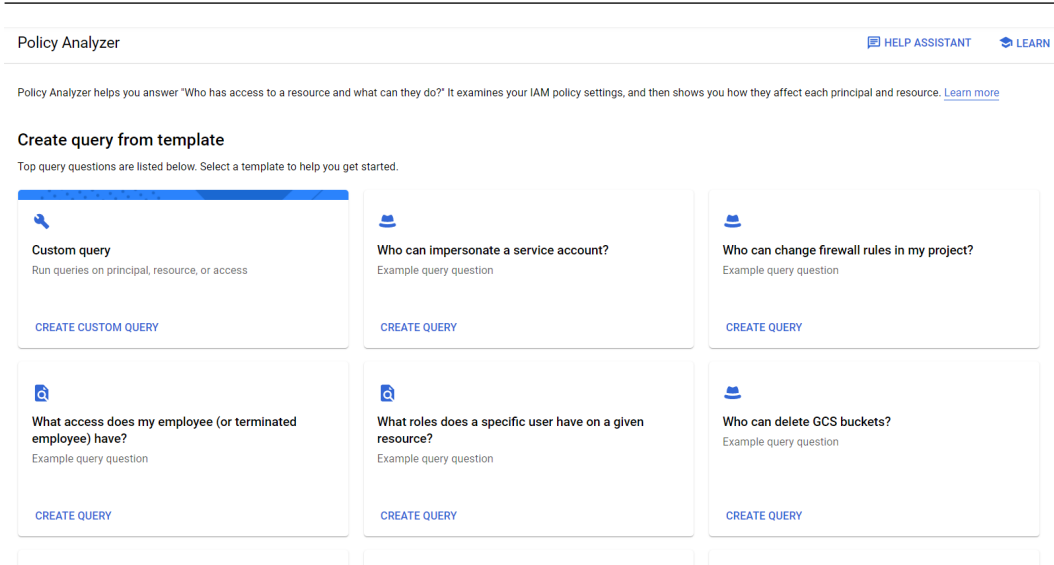 Policy Analyzer
HELP ASSISTANT
LEARN
Policy Analyzer helps you answer "Who has access to a resource and what can they do?" It examines your IAM policy settings, and then shows you how they affect each principal and resource. Learn more
Create query from template
Top query questions are listed below. Select a template to help you get started.
Custom query
Run queries on principal, resource, or access
CREATE CUSTOM QUERY
Who can impersonate a service account?
Example query question
CREATE QUERY
Who can change firewall rules in my project?
Example query question
CREATE QUERY
What access does my employee (or terminated
employee) have?
Example query question
CREATE QUERY
What roles does a specific user have on a given
resource?
Example query question
CREATE QUERY
Who can delete GCS buckets?
Example query question
CREATE QUERY